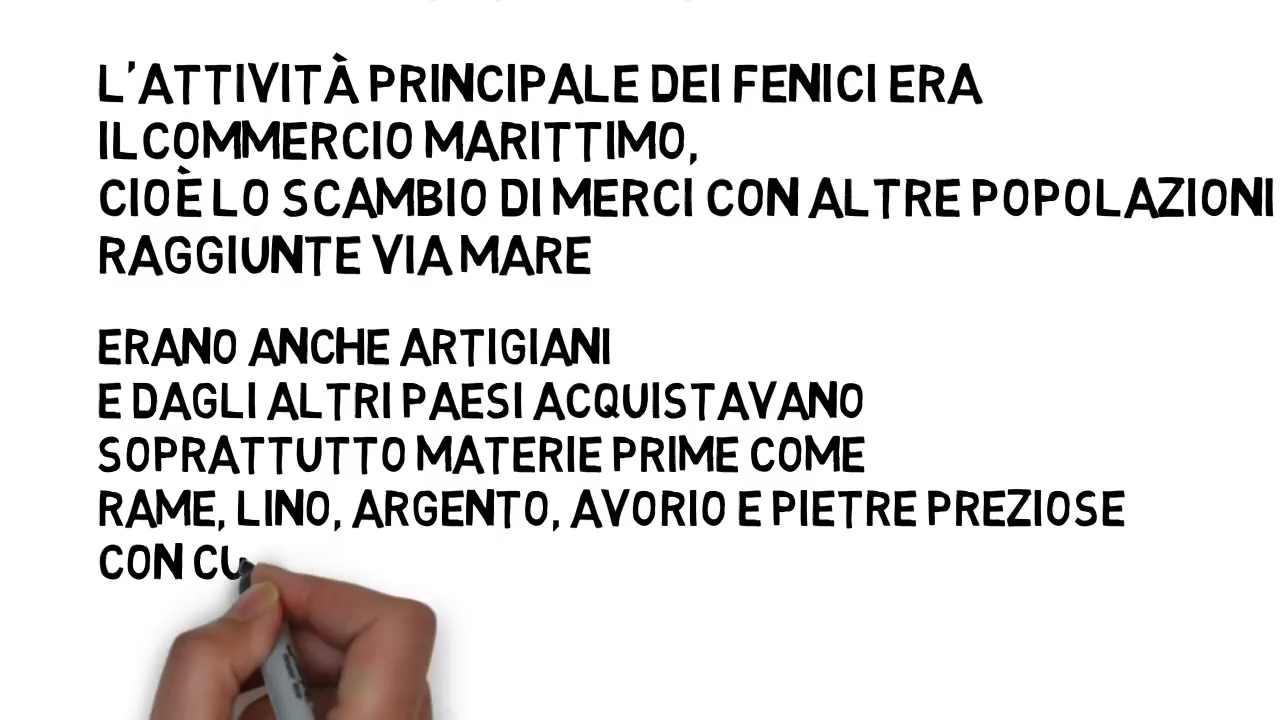 L'ATTIVITÀ PRINCIPALE DEI FENICI ERA
IL COMMERCIO MARITTIMO,
CIOÈ LO SCAMBIO DI MERCI CON ALTRE POPOLAZIONI
RAGGIUNTE VIA MARE
ERANO ANCHE ARTIGIANI
E DAGLI ALTRI PAESI ACQUISTAVANO
SOPRATTUTTO MATERIE PRIME COME
RAME, LINO, ARGENTO, AVORIO E PIETRE PREZIOSE
CON CU